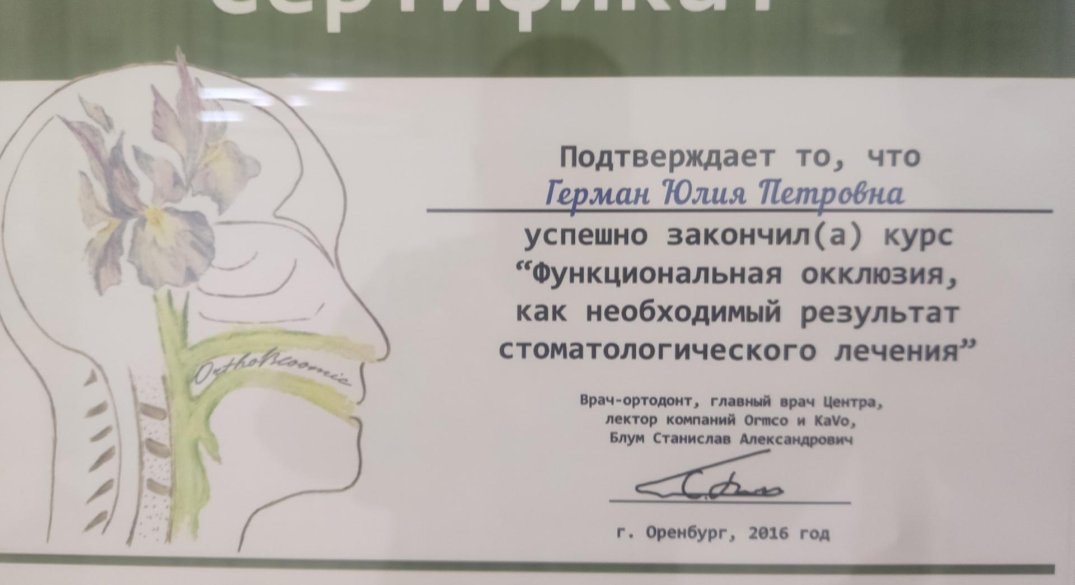 сертификат
Подтверждает то, что
Герман Юлия Петровна
успешно закончил(а) курс
“Функциональная окклюзия,
как необходимый результат
стоматологического лечения”
OrthoBloomic
Врач-ортодонт, главный врач Центра,
лектор компаний Ormco и KaVo,
Блум Станислав Александрович
г. Оренбург, 2016 год